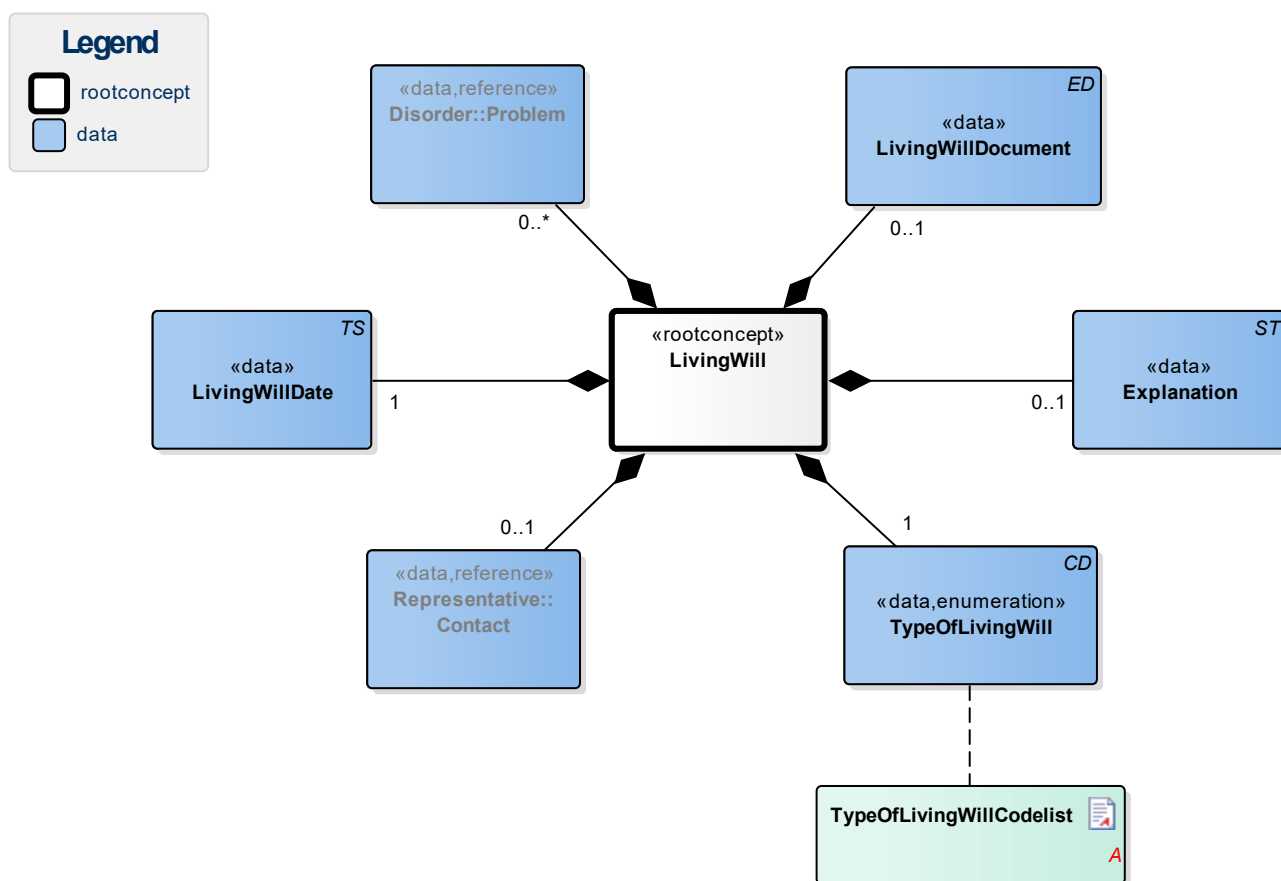 Legend
rootconcept
data
«data,reference»
Disorder::Problem
0..*
ED
«data»
LivingWillDocument
0..1
TS
«data»
LivingWillDate
1
«rootconcept»
LivingWill
ST
«data»
Explanation
0..1
0..1
«data,reference»
Representative::
Contact
1
CD
«data,enumeration»
TypeOfLivingWill
TypeOfLivingWillCodelist
A